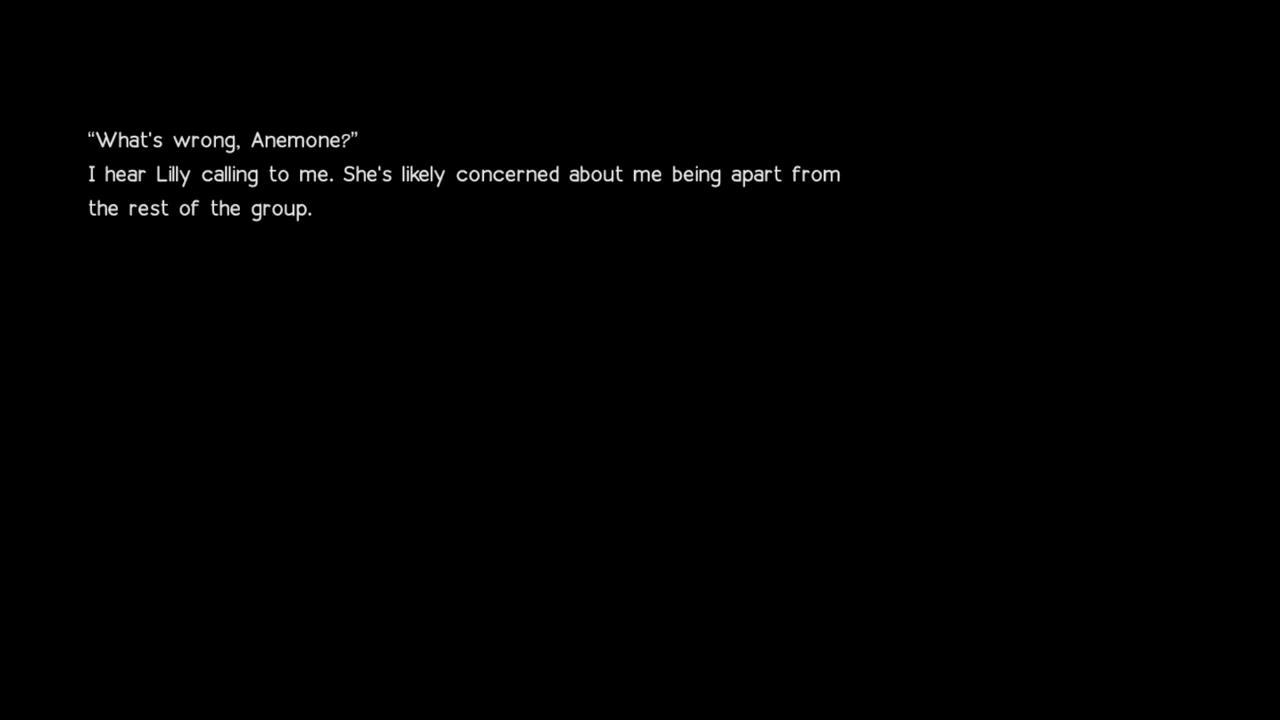 “What's wrong, Anemone?”
I hear Lilly calling to me. She's likely concerned about me being apart from
the rest of the group.